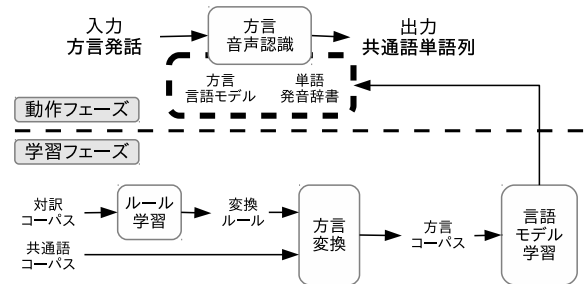 入力
方言発話
方言
音声認識
出力
共通語単語列
方言
言語モデル
単語
発音辞書
動作フェーズ
学習フェーズ
対訳
コーパス
ルール
学習
変換
ルール
共通語
コーパス
方言
変換
方言
コーパス
言語
モデル
学習